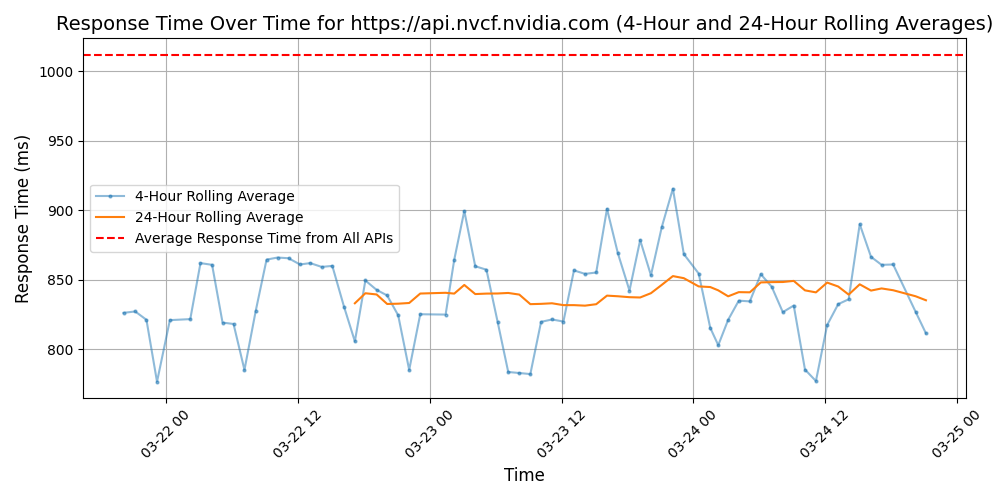 Response Time Over Time for https://api.nvcf.nvidia.com (4-Hour and 24-Hour Rolling Averages)
Response Time (ms)
1000
950
900
850
800
4-Hour Rolling Average
24-Hour Rolling Average
Average Response Time from All APIs
03-22 00
03-22 12
03-23 00
03-23 12
03-24 00
03-24 12
03-25 00
Time